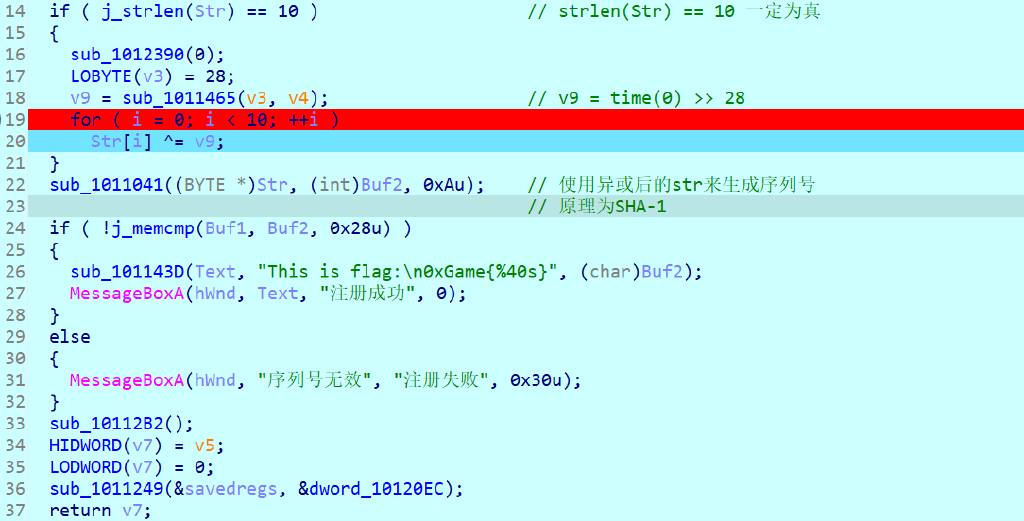 14 if ( j_strlen(Str) == 10 ) // strlen(Str) == 10 一定为真
15 {
16 sub_1012390(0);
17 LOBYTE(v3) = 28;
18 v9 = sub_1011465(v3, v4); // v9 = time(0) >> 28
19 for ( i = 0; i < 10; ++i )
20 Str[i] ^= v9;
21 }
22 sub_1011041((BYTE *)Str, (int)Buf2, 0xAu); // 使用异或后的str来生成序列号
23 // 原理为SHA-1
24 if ( !j_memcmp(Buf1, Buf2, 0x28u) )
25 {
26 sub_101143D(Text, "This is flag:\n0xGame{%40s}", (char)Buf2);
27 MessageBoxA(hWnd, Text, "注册成功", 0);
28 }
29 else
30 {
31 MessageBoxA(hWnd, "序列号无效", "注册失败", 0x30u);
32 }
33 sub_10112B2();
34 HIDWORD(v7) = v5;
35 LODWORD(v7) = 0;
36 sub_1011249(&savedregs, &dword_10120EC);
37 return v7;